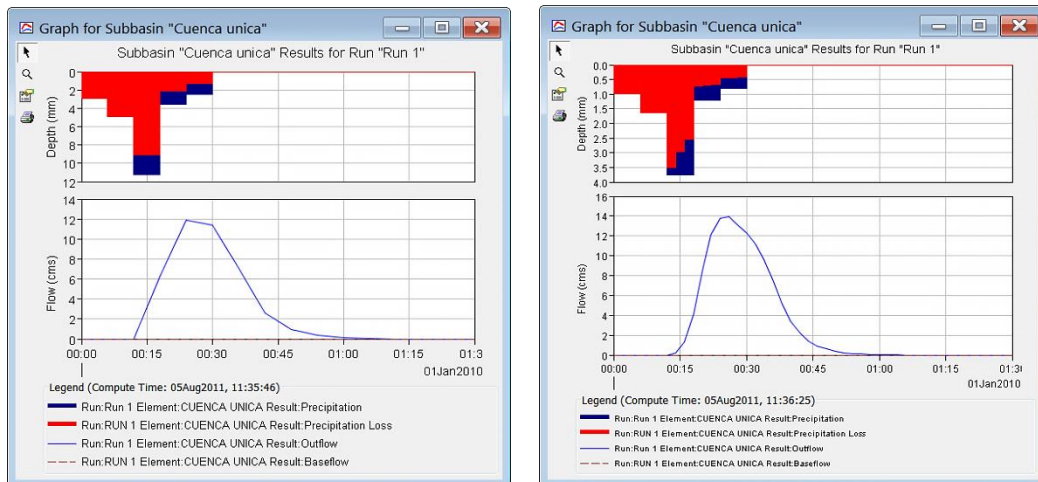 Graph for Subbasin "Cuenca unica"
Subbasin "Cuenca unica" Results for Run "Run 1"
0
2
4
6
8
10
12
Depth (mm)
14
12
10
8
6
4
2
0
Flow (cms)
00:00 00:15 00:30 00:45 01:00 01:15 01:3
01Jan2010
Legend (Compute Time: 05Aug2011, 11:35:46)
Run:Run 1 Element:CUENCA UNICA Result:Precipitation
Run:RUN 1 Element:CUENCA UNICA Result:Precipitation Loss
Run:Run 1 Element:CUENCA UNICA Result:Outflow
Run:RUN 1 Element:CUENCA UNICA Result:Baseflow
Graph for Subbasin "Cuenca unica"
Subbasin "Cuenca unica" Results for Run "Run 1"
0.0
0.5
1.0
1.5
2.0
2.5
3.0
3.5
4.0
Depth (mm)
16
14
12
10
8
6
4
2
0
Flow (cms)
00:00 00:15 00:30 00:45 01:00 01:15 01:3
01Jan2010
Legend (Compute Time: 05Aug2011, 11:36:25)
Run:Run 1 Element:CUENCA UNICA Result:Precipitation
Run:RUN 1 Element:CUENCA UNICA Result:Precipitation Loss
Run:Run 1 Element:CUENCA UNICA Result:Outflow
Run:RUN 1 Element:CUENCA UNICA Result:Baseflow